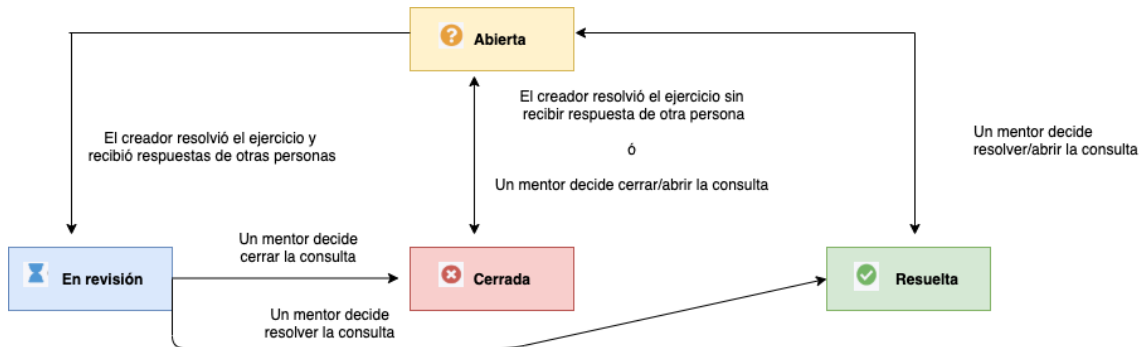 Abierta
El creador resolvió el ejercicio y
recibió respuestas de otras personas
El creador resolvió el ejercicio sin
recibir respuesta de otra persona
ó
Un mentor decide cerrar/abrir la consulta
Un mentor decide
resolver/abrir la consulta
En revisión
Un mentor decide
cerrar la consulta
Un mentor decide
resolver la consulta
Cerrada
Resuelta